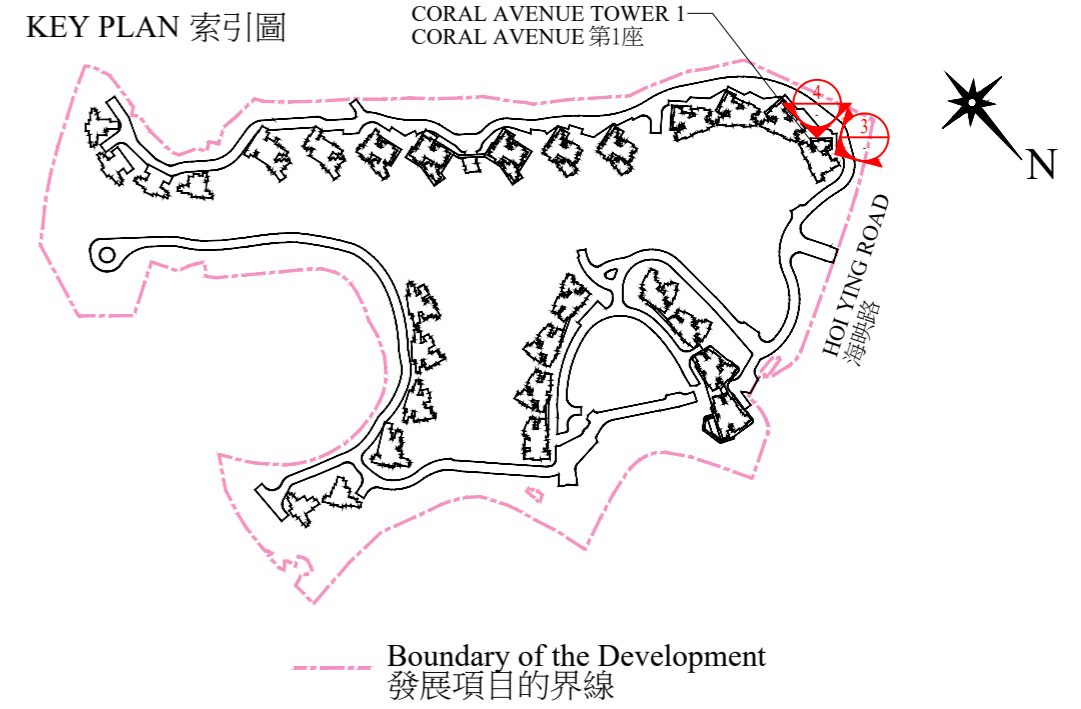 KEY PLAN 索引圖
CORAL AVENUE TOWER 1
CORAL AVENUE 第1座
4
3
N
HOI YING ROAD
海映路
Boundary of the Development
發展項目的界線